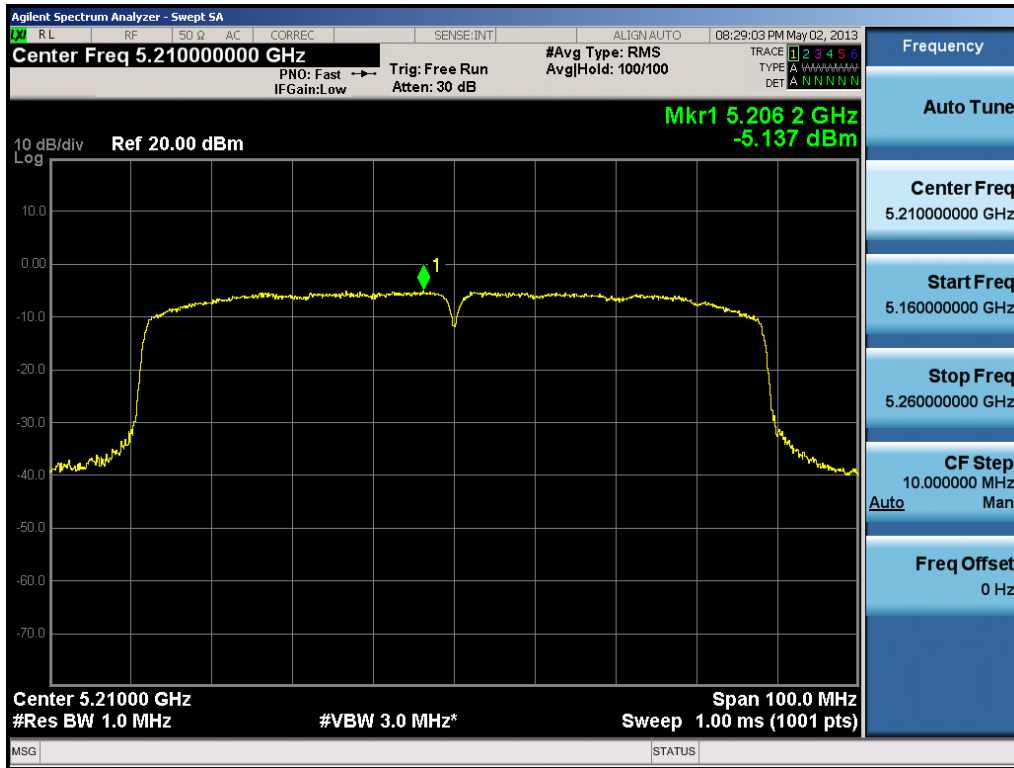 Agilent Spectrum Analyzer - Swept SA
LXI RL RF 50 Ω AC CORREC SENSE:INT ALIGN AUTO 08:29:03 PM May 02, 2013
Center Freq 5.210000000 GHz
PNO: Fast
IFGain:Low
Trig: Free Run
Atten: 30 dB
#Avg Type: RMS
Avg|Hold: 100/100
TRACE 1 2 3 4 5 6
TYPE A WWWWW
DET A N N N N N
Mkr1 5.206 2 GHz
-5.137 dBm
10 dB/div
Log
Ref 20.00 dBm
10.0
0.00
-10.0
-20.0
-30.0
-40.0
-50.0
-60.0
-70.0
1
Center 5.21000 GHz
Span 100.0 MHz
#Res BW 1.0 MHz
#VBW 3.0 MHz*
Sweep 1.00 ms (1001 pts)
MSG
STATUS
Frequency
Auto Tune
Center Freq
5.210000000 GHz
Start Freq
5.160000000 GHz
Stop Freq
5.260000000 GHz
CF Step
10.000000 MHz
Auto Man
Freq Offset
0 Hz